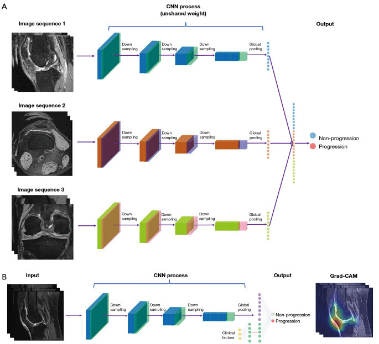 A
CNN process
(unshared weight)
Image sequence 1
Output
Down
sampling
Down
sampling
Down
sampling
Global
pooling
Image sequence 2
Down
sampling
Down
sampling
Down
sampling
Global
pooling
Non-progression
Progression
Image sequence 3
Down
sampling
Down
sampling
Down
sampling
Global
pooling
B
Input
CNN process
Output
Grad-CAM
Down
sampling
Down
sampling
Down
sampling
Global
pooling
Non-progression
Progression
Clinical
factors